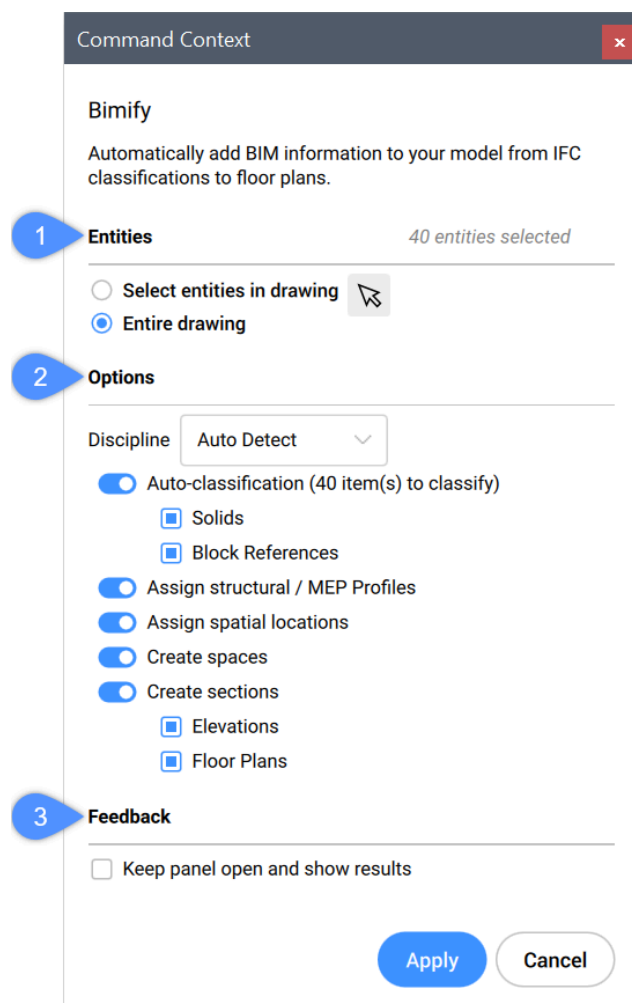 Command Context
x
Bimify
Automatically add BIM information to your model from IFC
classifications to floor plans.
1 Entities 40 entities selected
Select entities in drawing
Entire drawing
2 Options
Discipline Auto Detect
Auto-classification (40 item(s) to classify)
Solids
Block References
Assign structural / MEP Profiles
Assign spatial locations
Create spaces
Create sections
Elevations
Floor Plans
3 Feedback
Keep panel open and show results
Apply Cancel